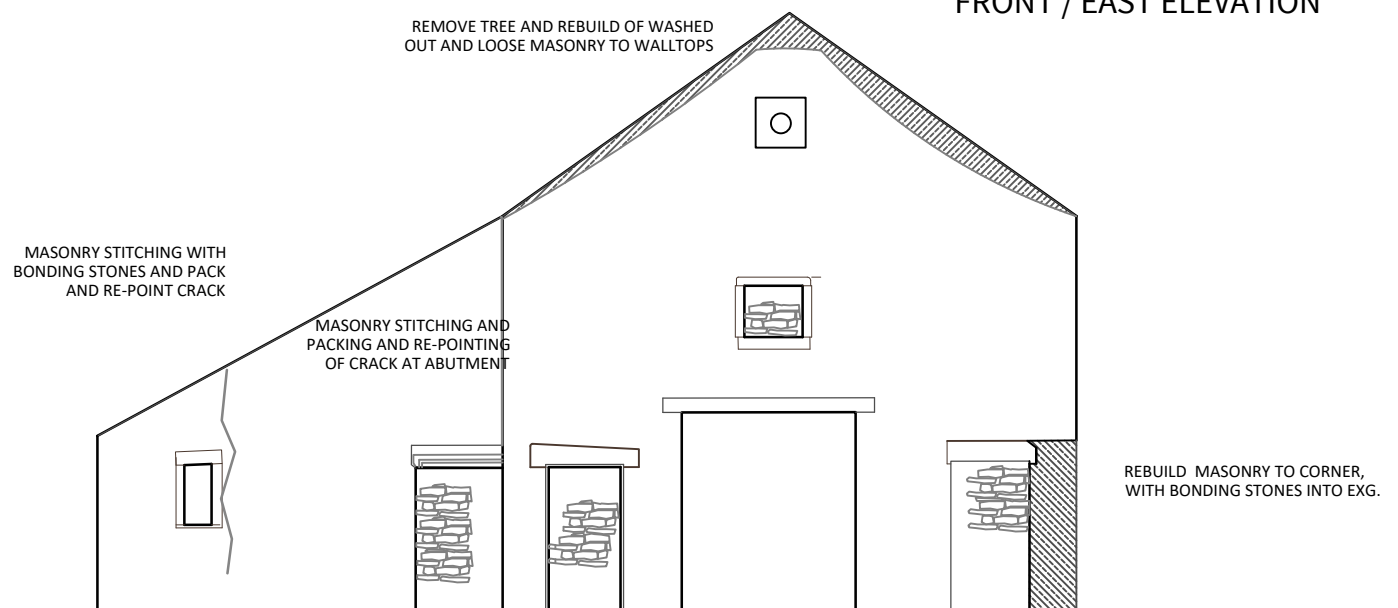 FRONT / EAST ELEVATION
REMOVE TREE AND REBUILD OF WASHED
OUT AND LOOSE MASONRY TO WALLTOPS
MASONRY STITCHING WITH
BONDING STONES AND PACK
AND RE-POINT CRACK
MASONRY STITCHING AND
PACKING AND RE-POINTING
OF CRACK AT ABUTMENT
REBUILD MASONRY TO CORNER,
WITH BONDING STONES INTO EXG.